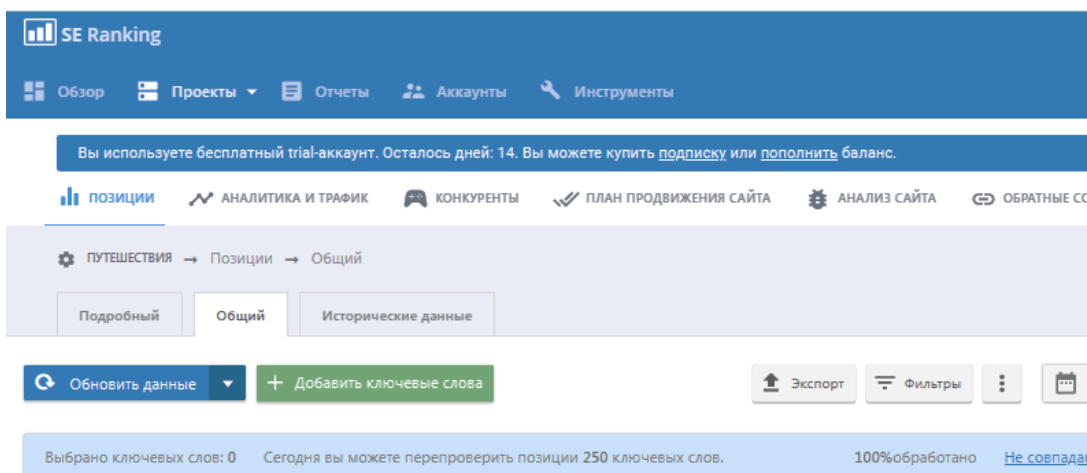 SE Ranking
Обзор Проекты Отчеты Аккаунты Инструменты
Вы используете бесплатный trial-аккаунт. Осталось дней: 14. Вы можете купить подписку или пополнить баланс.
ПОЗИЦИИ АНАЛИТИКА И ТРАФИК КОНКУРЕНТЫ ПЛАН ПРОДВИЖЕНИЯ САЙТА АНАЛИЗ САЙТА ОБРАТНЫЕ
ПУТЕШЕСТВИЯ → Позиции → Общий
Подробный Общий Исторические данные
Обновить данные + Добавить ключевые слова Экспорт Фильтры
Выбрано ключевых слов: 0 Сегодня вы можете перепроверить позиции 250 ключевых слов. 100%обработано Не